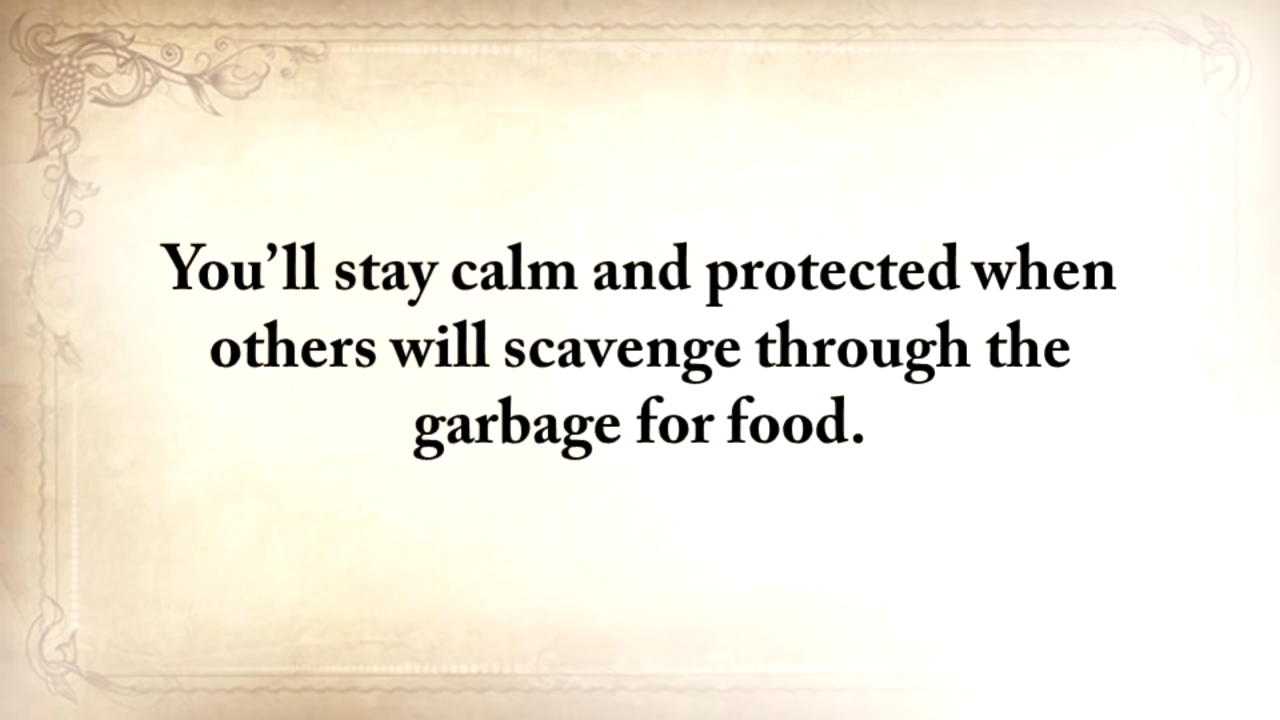 You’ll stay calm and protected when
others will scavenge through the
garbage for food.